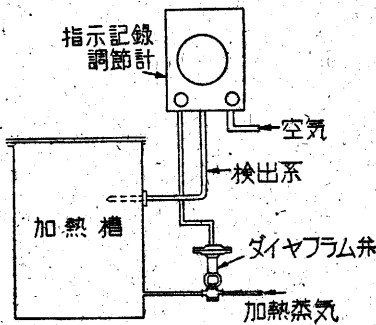 指示記録
調節計
空気
検出系
加熱槽
ダイヤフラム弁
加熱蒸気